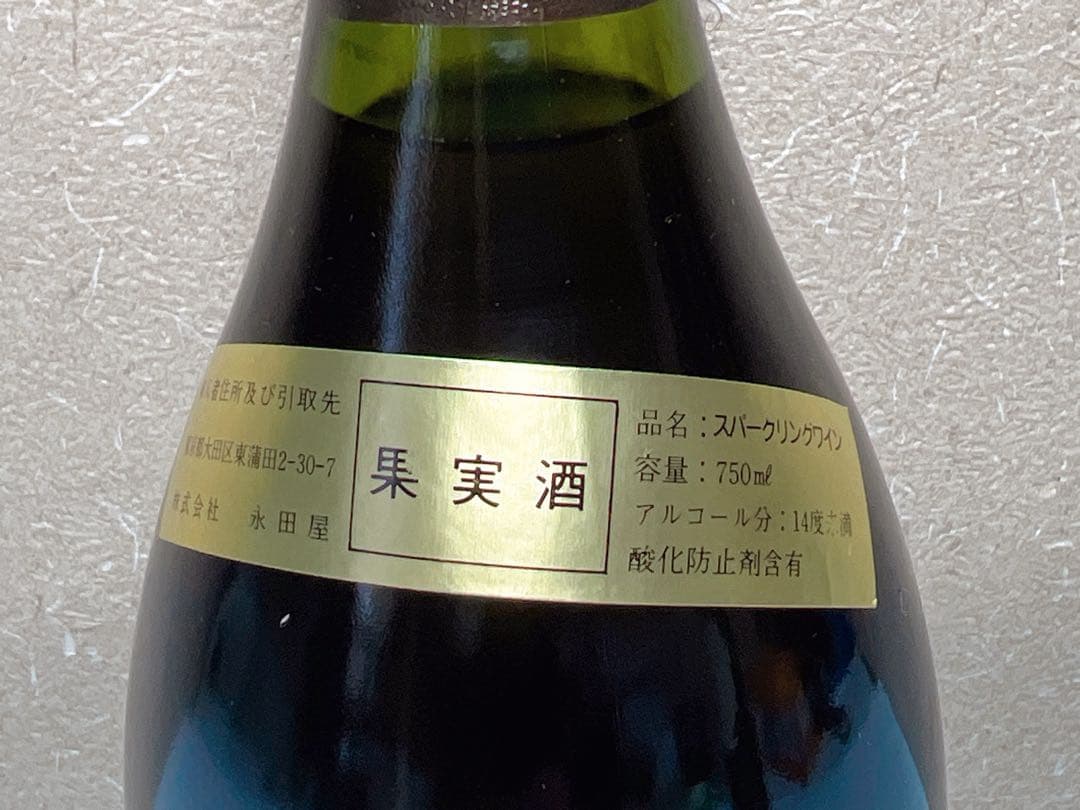 者住所及び引取先
東京都大田区東蒲田2-30-7
株式会社 永田屋
果実酒
品名：スパークリングワイン
容量：750㎖
アルコール分：14度未満
酸化防止剤含有